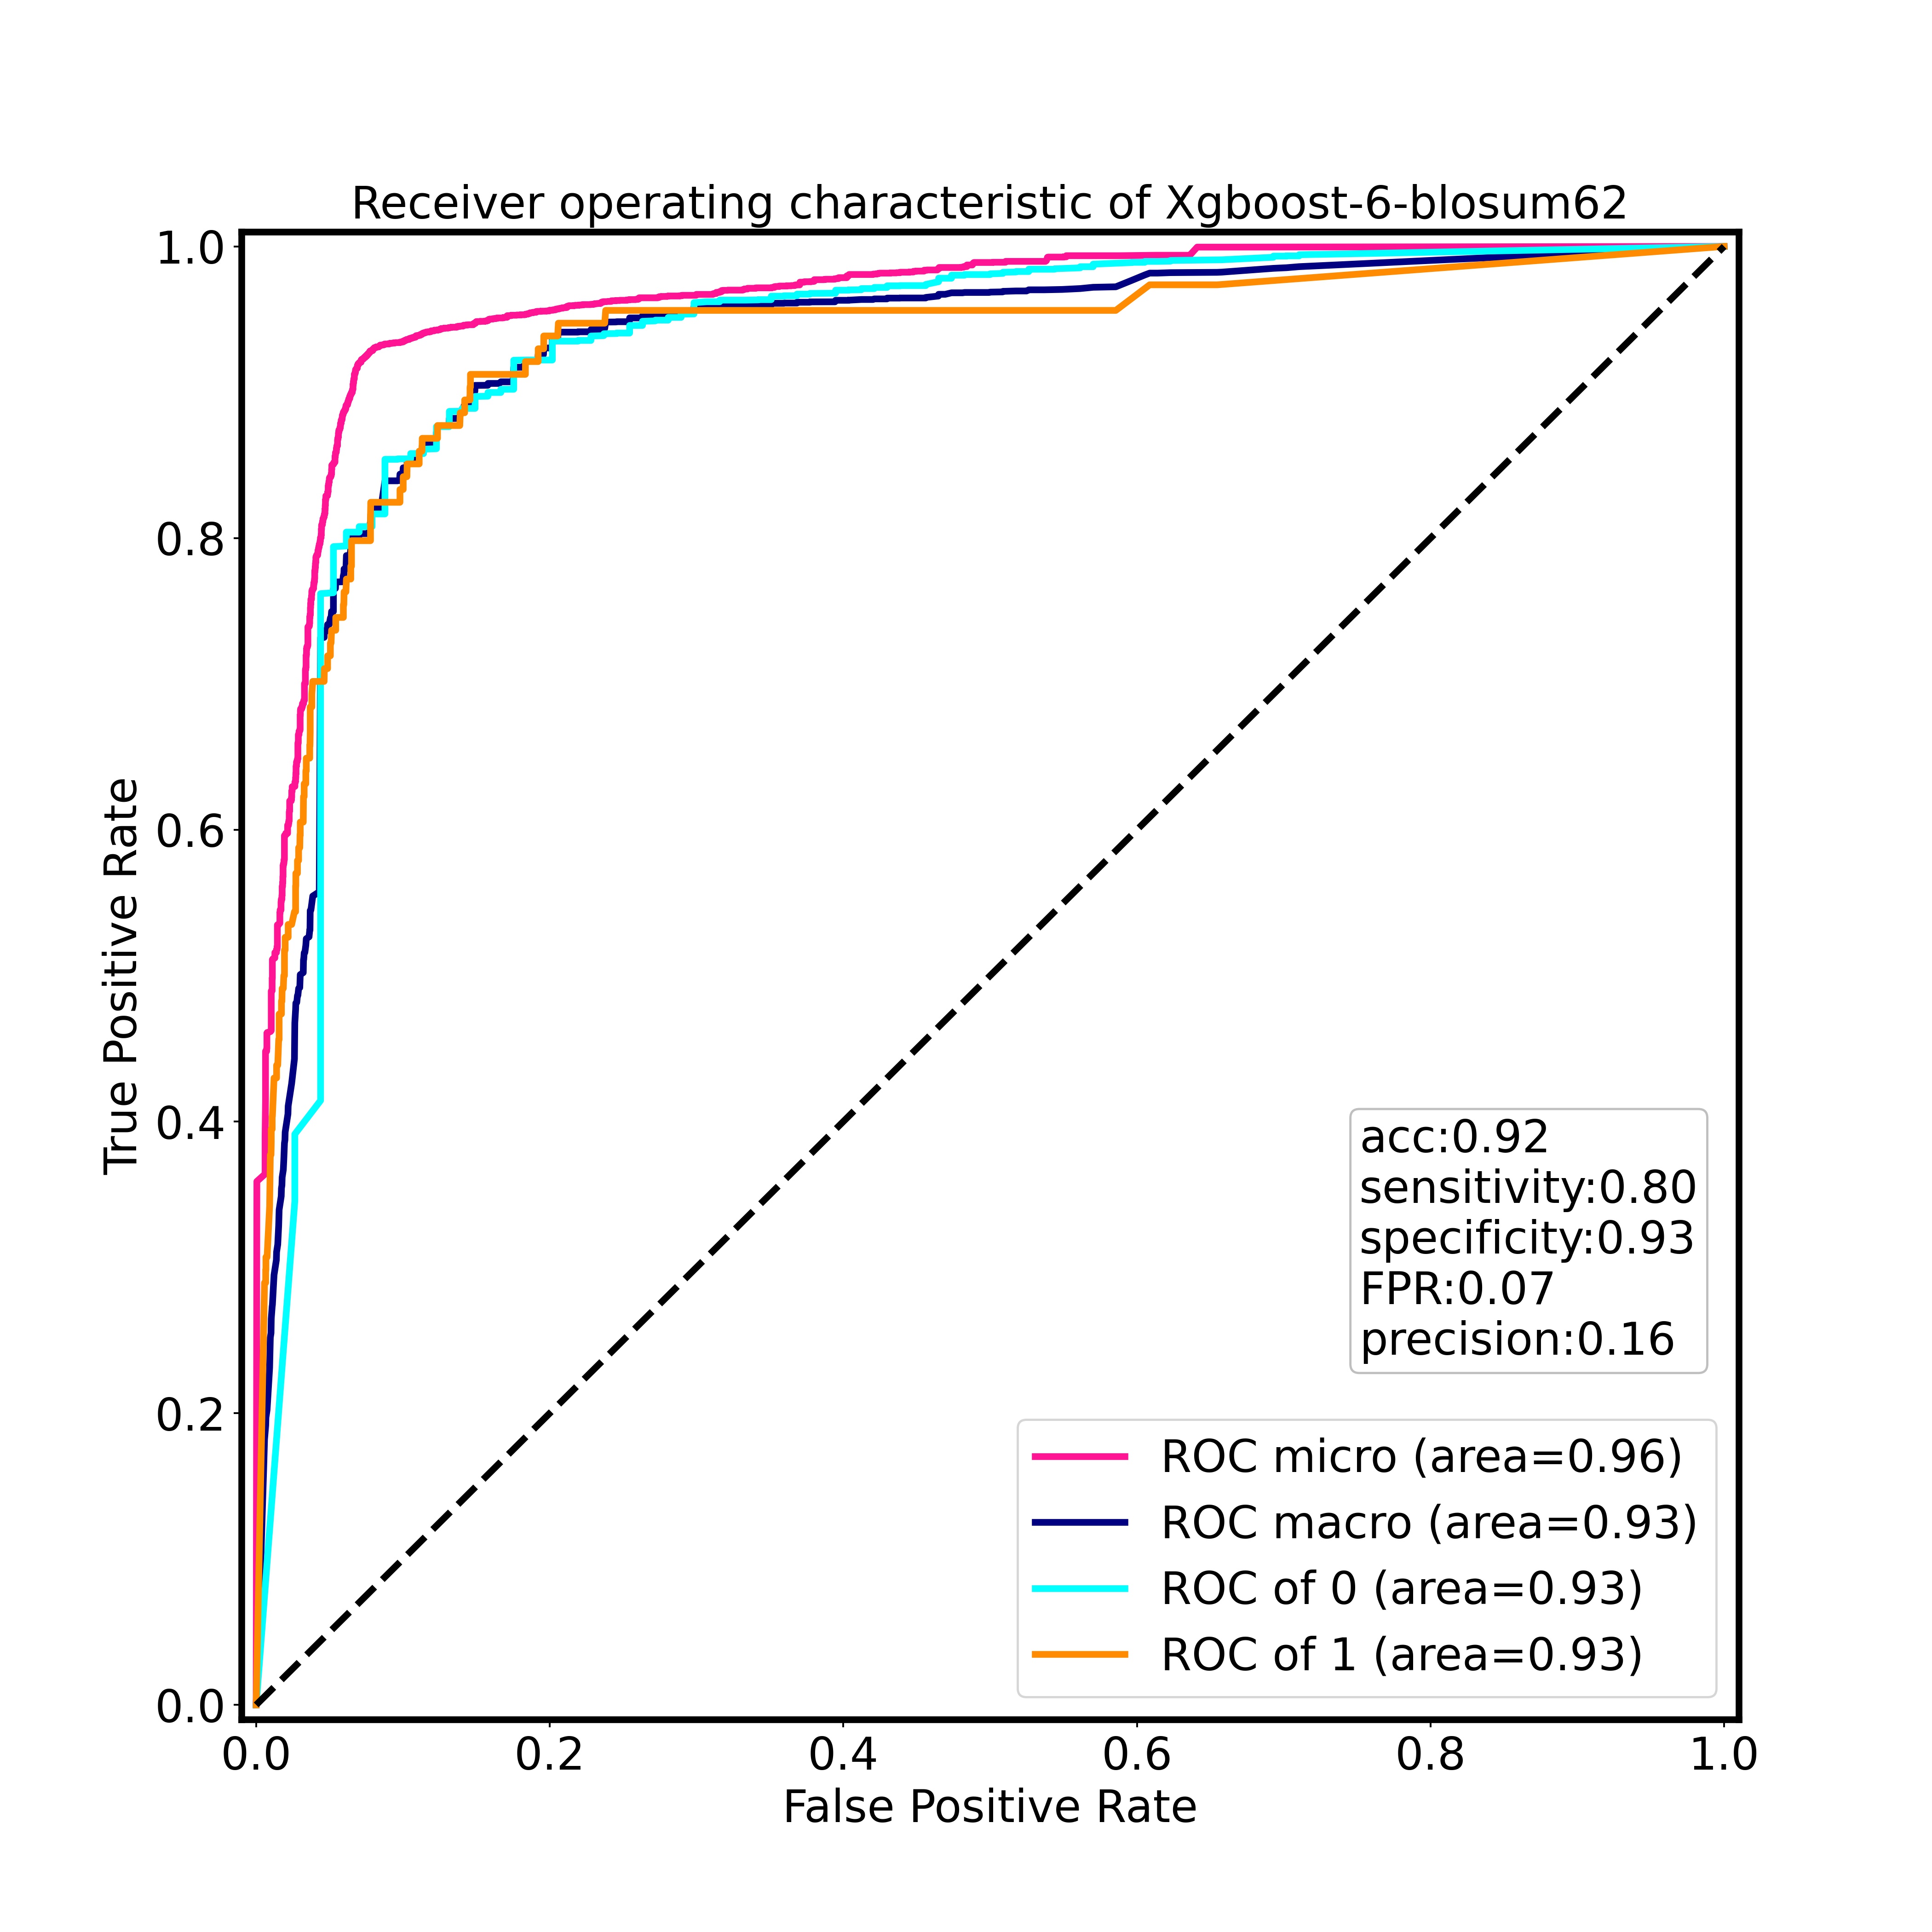 Receiver operating characteristic of Xgboost-6-blosum62
1.0
0.8
0.6
0.4
0.2
0.0
True Positive Rate
acc:0.92
sensitivity:0.80
specificity:0.93
FPR:0.07
precision:0.16
ROC micro (area=0.96)
ROC macro (area=0.93)
ROC of 0 (area=0.93)
ROC of 1 (area=0.93)
0.0 0.2 0.4 0.6 0.8 1.0
False Positive Rate